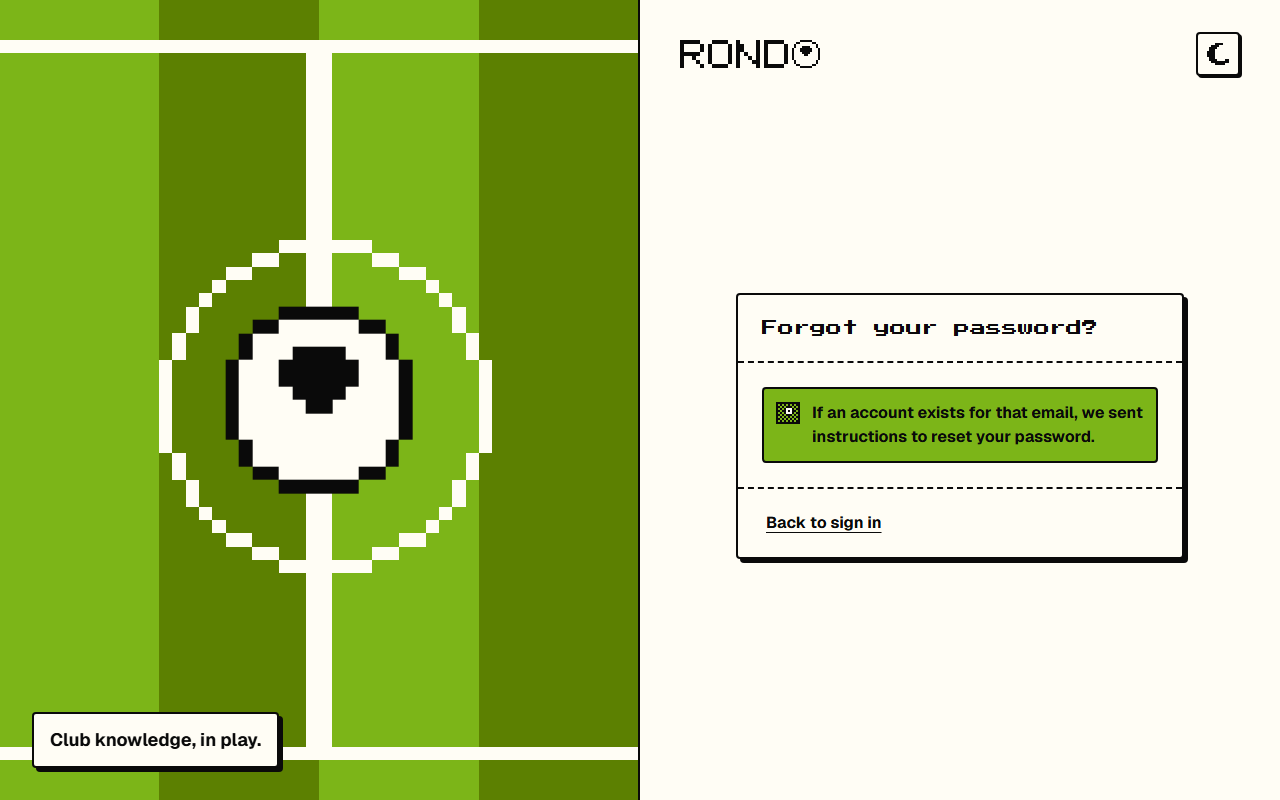 RONDO
Forgot your password?
If an account exists for that email, we sent
instructions to reset your password.
Back to sign in
Club knowledge, in play.